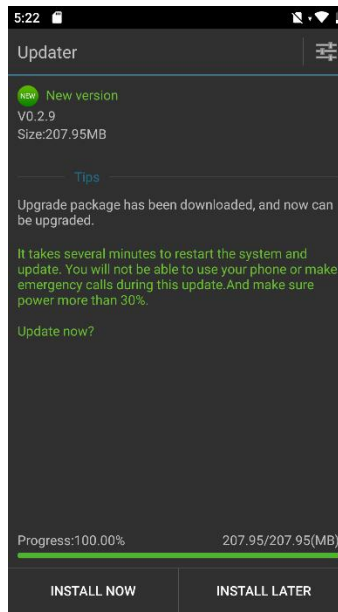 5:22
Updater
NEW New version
V0.2.9
Size:207.95MB
Tips
Upgrade package has been downloaded, and now can
be upgraded.
It takes several minutes to restart the system and
update. You will not be able to use your phone or make
emergency calls during this update.And make sure
power more than 30%.
Update now?
Progress:100.00% 207.95/207.95(MB)
INSTALL NOW INSTALL LATER